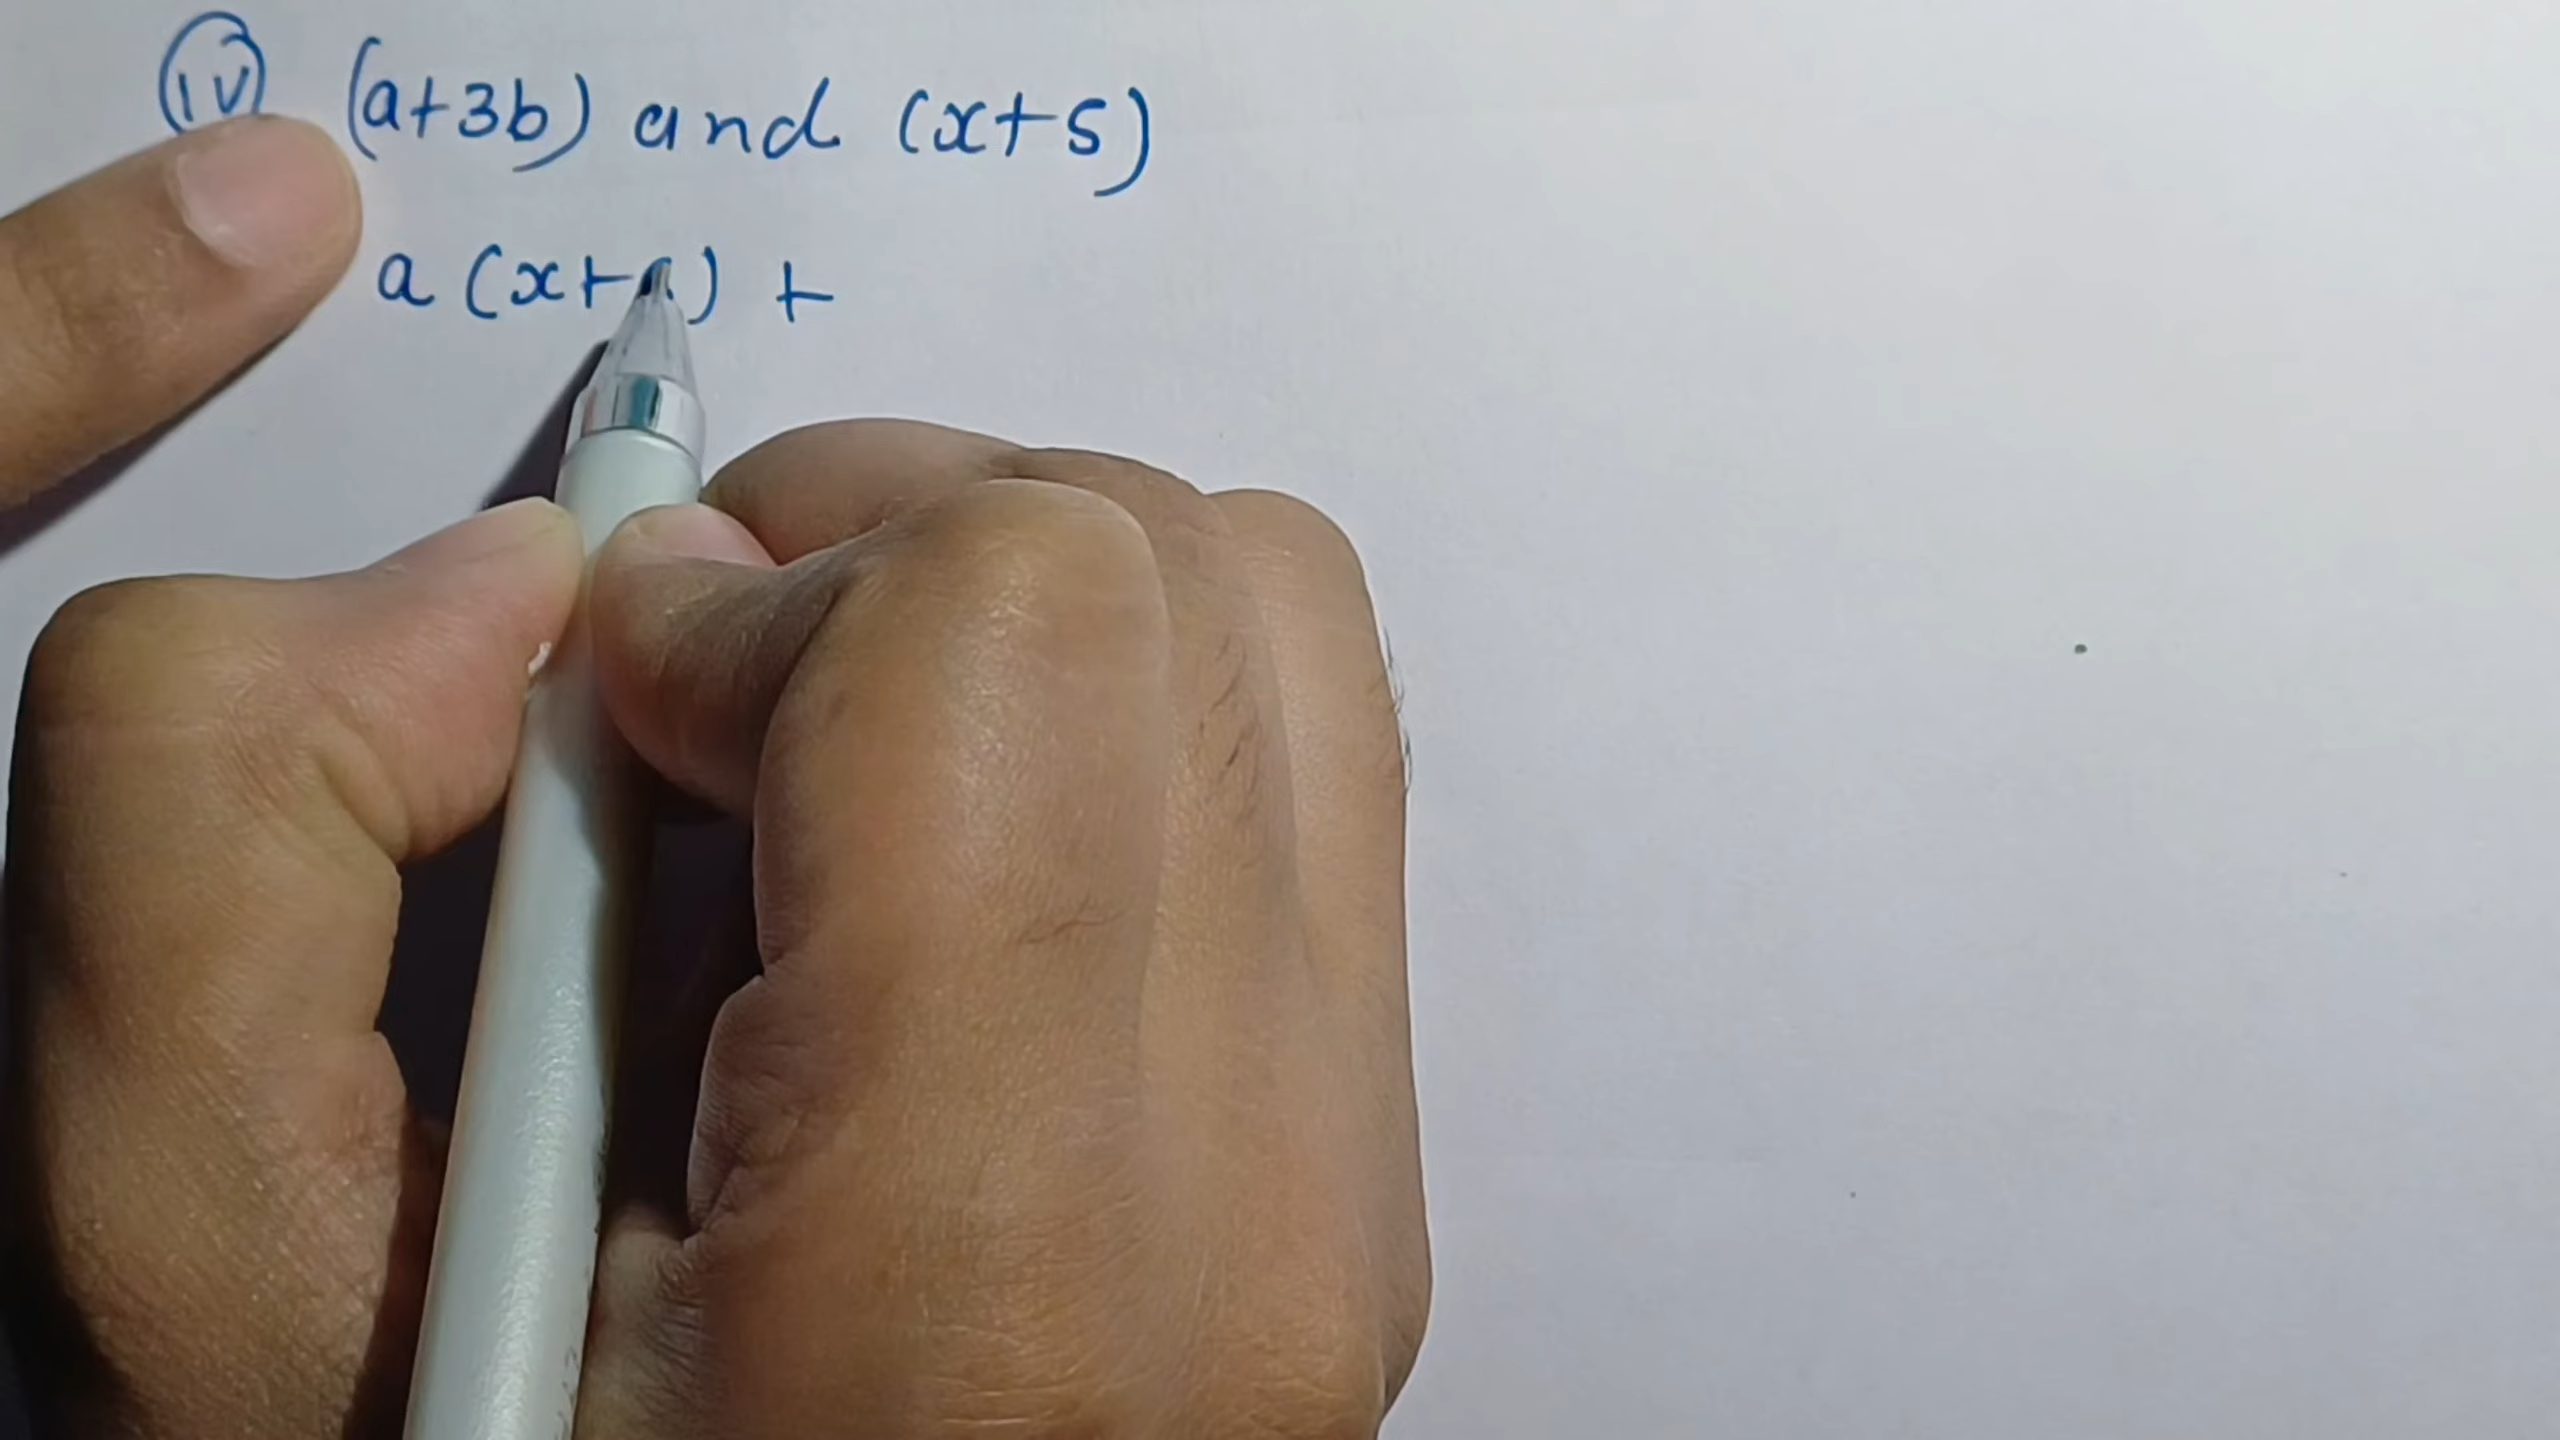 (iv) (a+3b) and (x+5)
a (x+ ) +